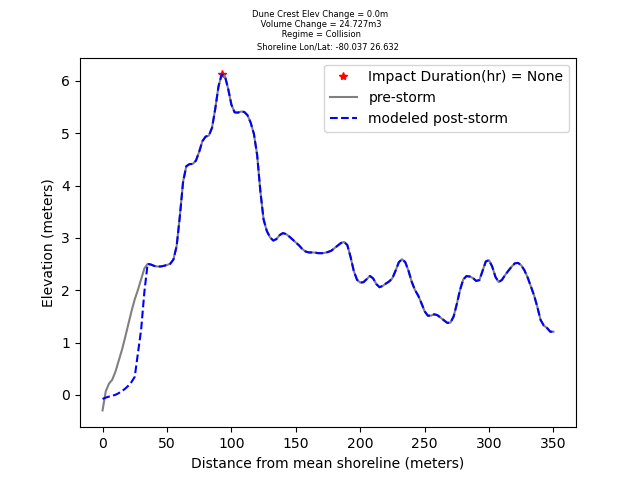 Dune Crest Elev Change = 0.0m
Volume Change = 24.727m3
Regime = Collision
Shoreline Lon/Lat: -80.037 26.632
Impact Duration(hr) = None
pre-storm
modeled post-storm
Elevation (meters)
6
5
4
3
2
1
0
0 50 100 150 200 250 300 350
Distance from mean shoreline (meters)